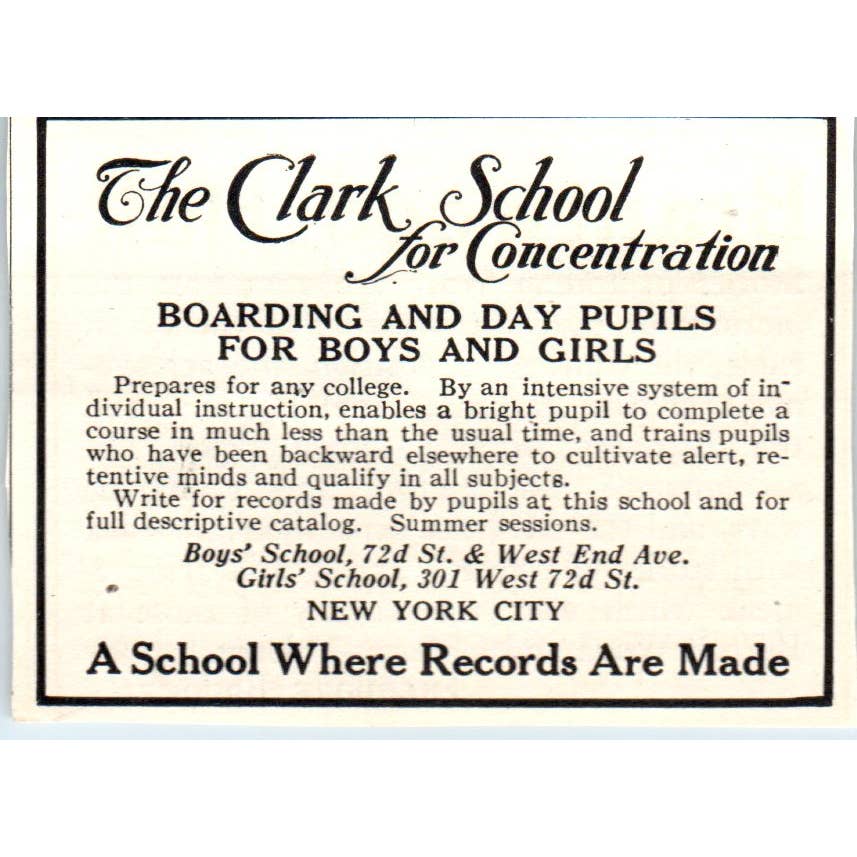 The Clark School
for Concentration
BOARDING AND DAY PUPILS
FOR BOYS AND GIRLS
Prepares for any college. By an intensive system of in-
dividual instruction, enables a bright pupil to complete a
course in much less than the usual time, and trains pupils
who have been backward elsewhere to cultivate alert, re-
tentive minds and qualify in all subjects.
Write for records made by pupils at this school and for
full descriptive catalog. Summer sessions.
Boys' School, 72d St. & West End Ave.
Girls' School, 301 West 72d St.
NEW YORK CITY
A School Where Records Are Made